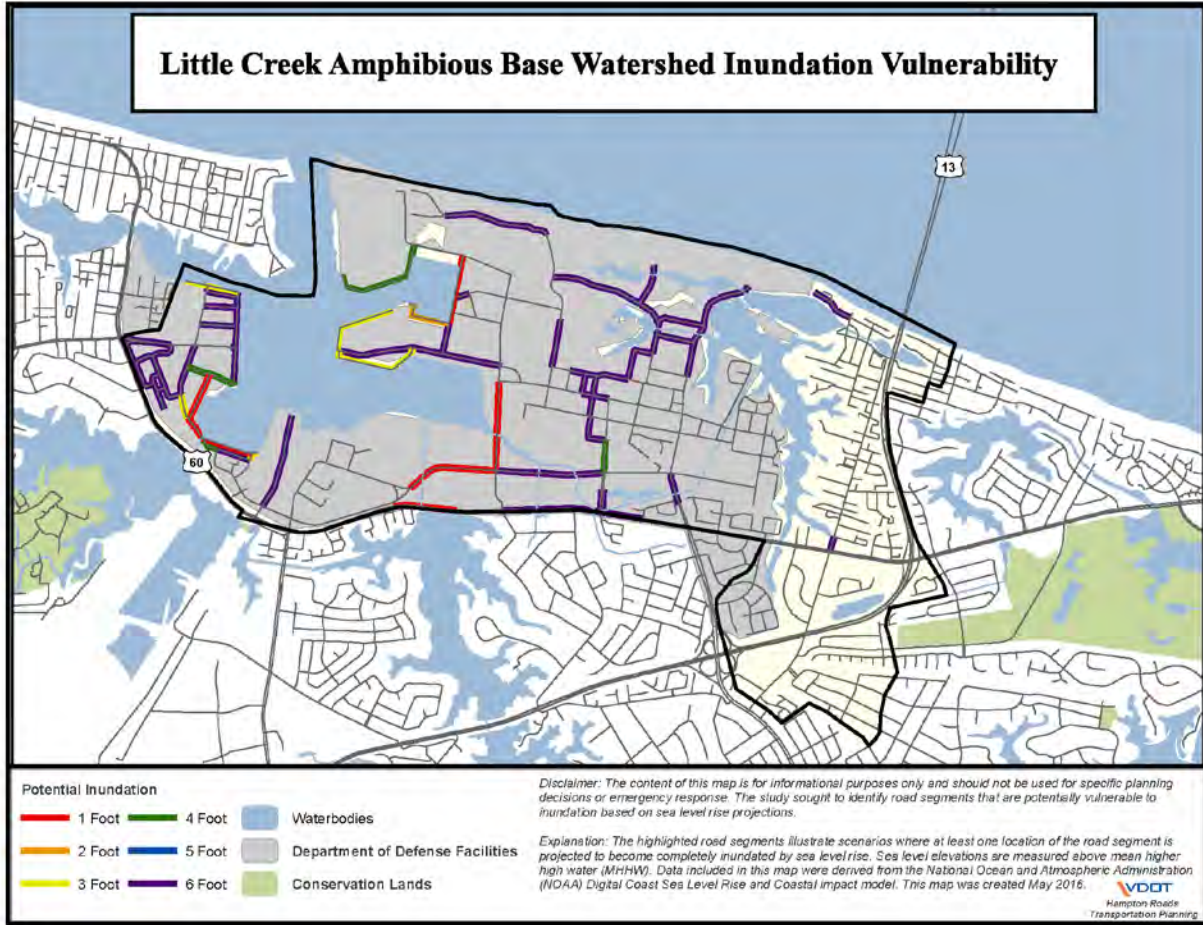 Little Creek Amphibious Base Watershed Inundation Vulnerability
13
60
Potential Inundation
1 Foot
4 Foot
Waterbodies
2 Foot
5 Foot
Department of Defense Facilities
3 Foot
6 Foot
Conservation Lands
Disclaimer: The content of this map is for informational purposes only and should not be used for specific planning
decisions or emergency response. The study sought to identify road segments that are potentially vulnerable to
inundation based on sea level rise projections.
Explanation: The highlighted road segments illustrate scenarios where at least one location of the road segment is
projected to become completely inundated by sea level rise. Sea level elevations are measured above mean higher
high water (MHHW). Data included in this map were derived from the National Ocean and Atmospheric Administration
(NOAA) Digital Coast Sea Level Rise and Coastal impact model. This map was created May 2016.
VDOT
Hampton Roads
Transportation Planning